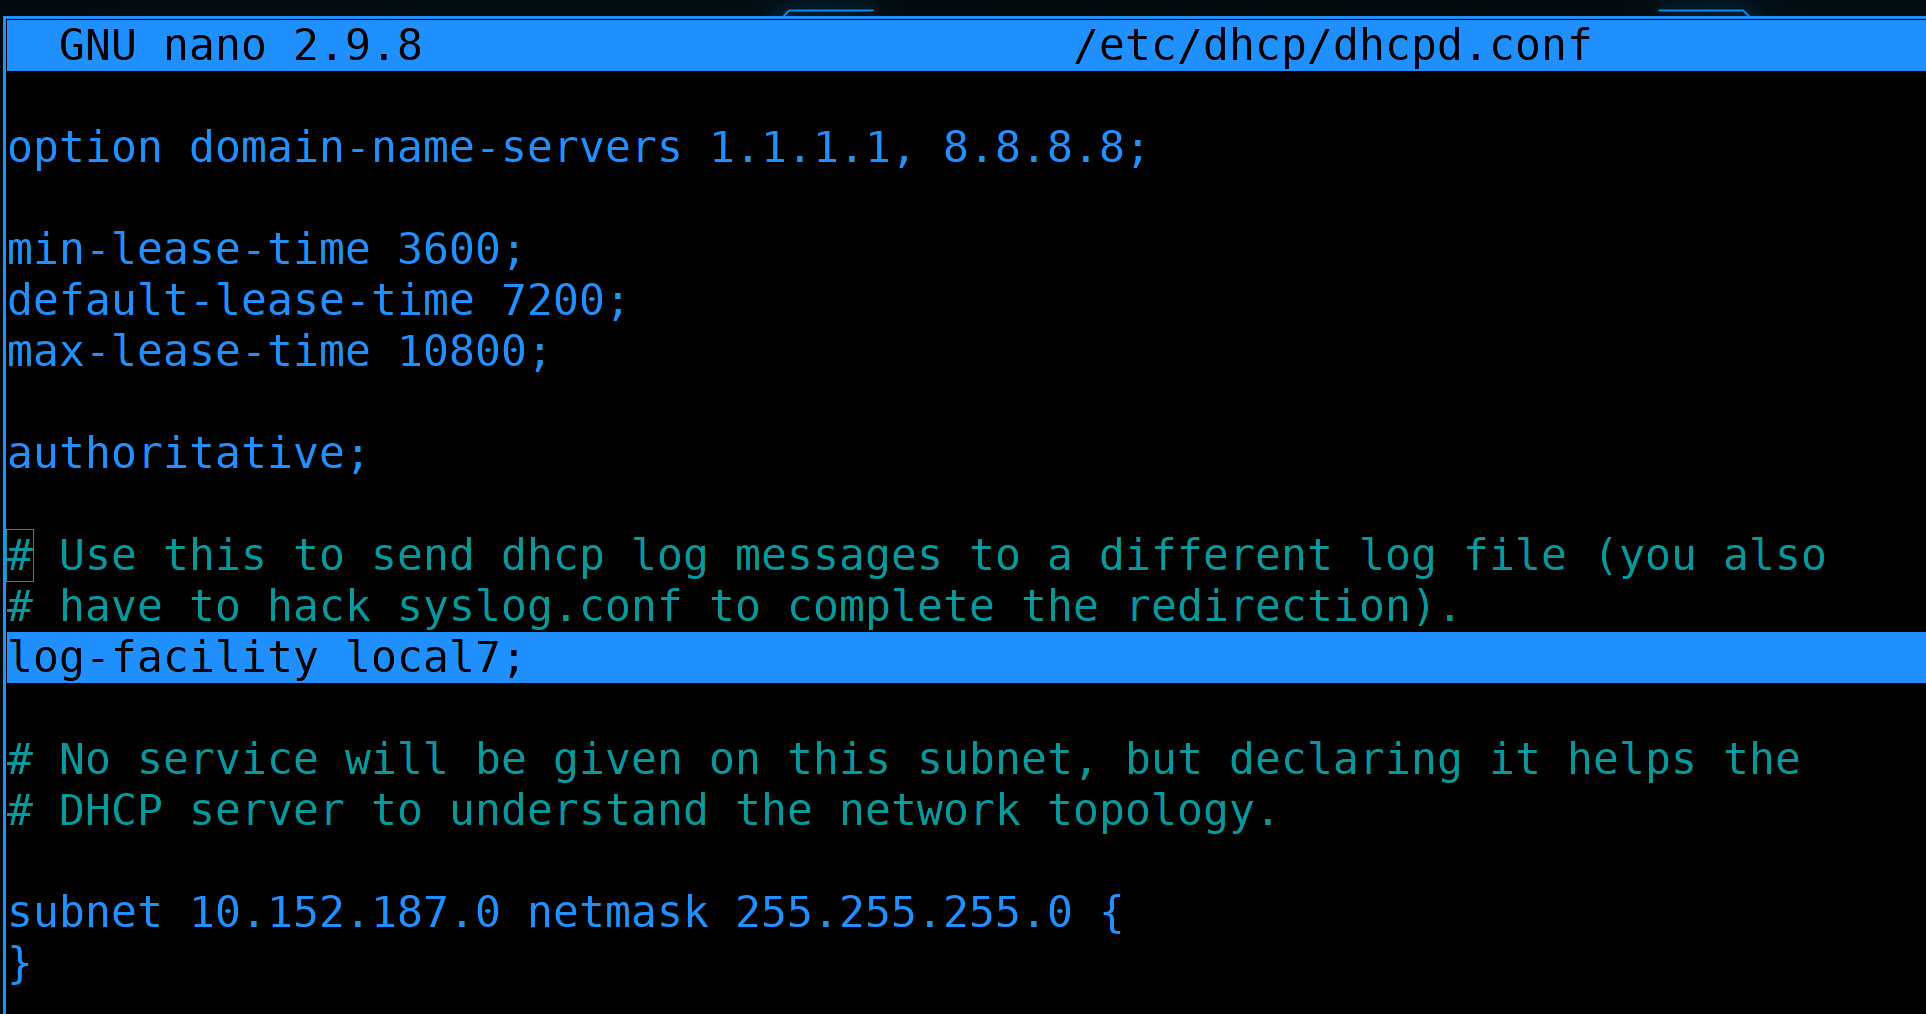 GNU nano 2.9.8 /etc/dhcp/dhcpd.conf
option domain-name-servers 1.1.1.1, 8.8.8.8;
min-lease-time 3600;
default-lease-time 7200;
max-lease-time 10800;
authoritative;
# Use this to send dhcp log messages to a different log file (you also
# have to hack syslog.conf to complete the redirection).
log-facility local7;
# No service will be given on this subnet, but declaring it helps the
# DHCP server to understand the network topology.
subnet 10.152.187.0 netmask 255.255.255.0 {
}